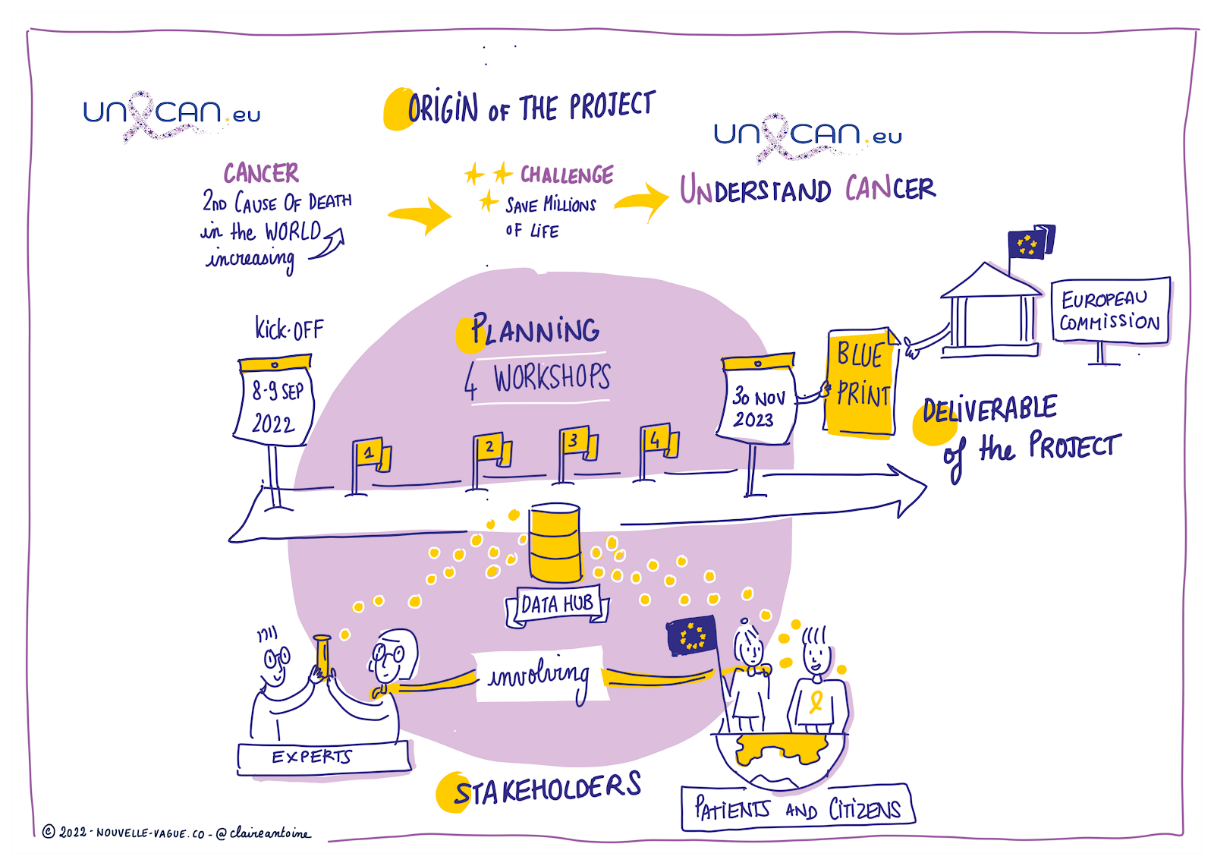 UNCAN.eu
ORIGIN OF THE PROJECT
UNCAN.eu
CANCER
2ND CAUSE OF DEATH
in the WORLD
increasing
CHALLENGE
SAVE MILLIONS
OF LIFE
UNDERSTAND CANCER
EUROPEAU
COMMISSION
KICK-OFF
8-9 SEP
2022
PLANNING
4 WORKSHOPS
1
2
3
4
30 NOV
2023
BLUE
PRINT
DELIVERABLE
of the PROJECT
DATA HUB
involving
EXPERTS
STAKEHOLDERS
PATIENTS AND CITIZENS
© 2022 - NOUVELLE-VAGUE.CO - @claireantoine